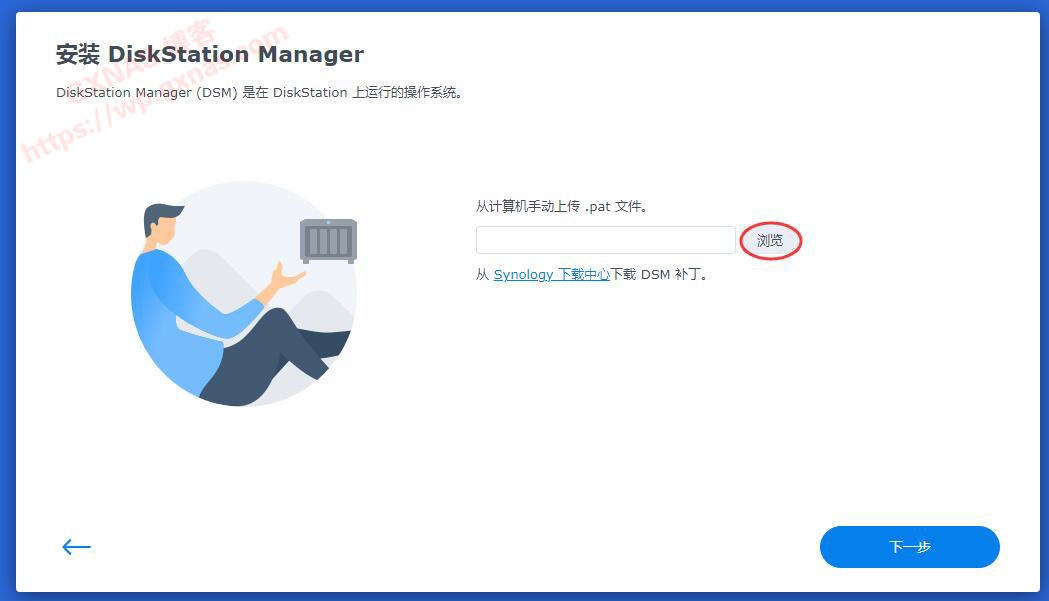 安装 DiskStation Manager
GXNAS博客
https://wp.gxnas.com
DiskStation Manager (DSM) 是在 DiskStation 上运行的操作系统。
从计算机手动上传 .pat 文件。
浏览
从 Synology 下载中心下载 DSM 补丁。
下一步